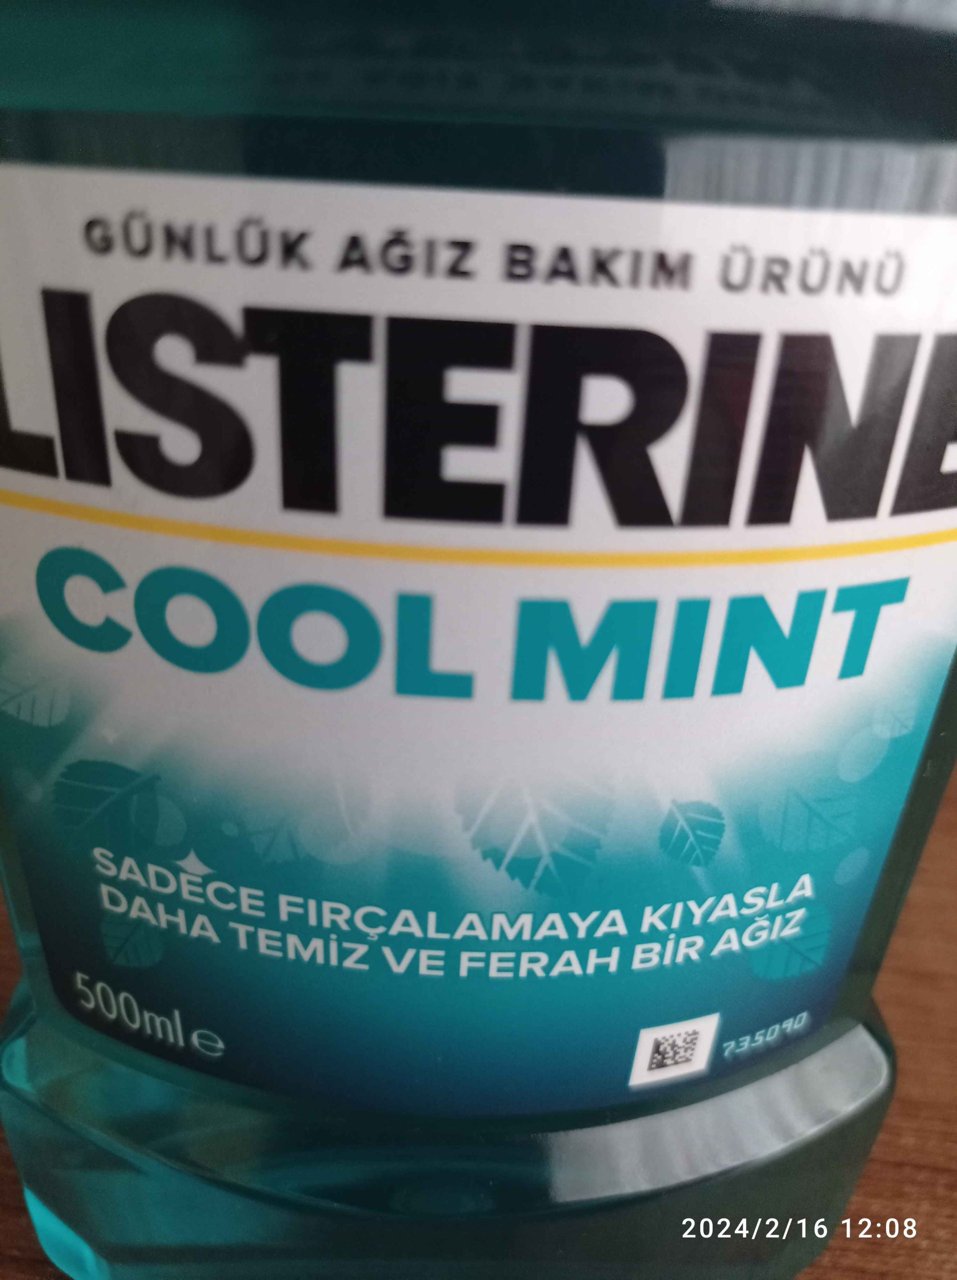 GÜNLÜK AĞIZ BAKIM ÜRÜNÜ
LISTERINE
COOL MINT
SADECE FIRÇALAMAYA KIYASLA
DAHA TEMİZ VE FERAH BİR AĞIZ
500ml e
735090
2024/2/16 12:08